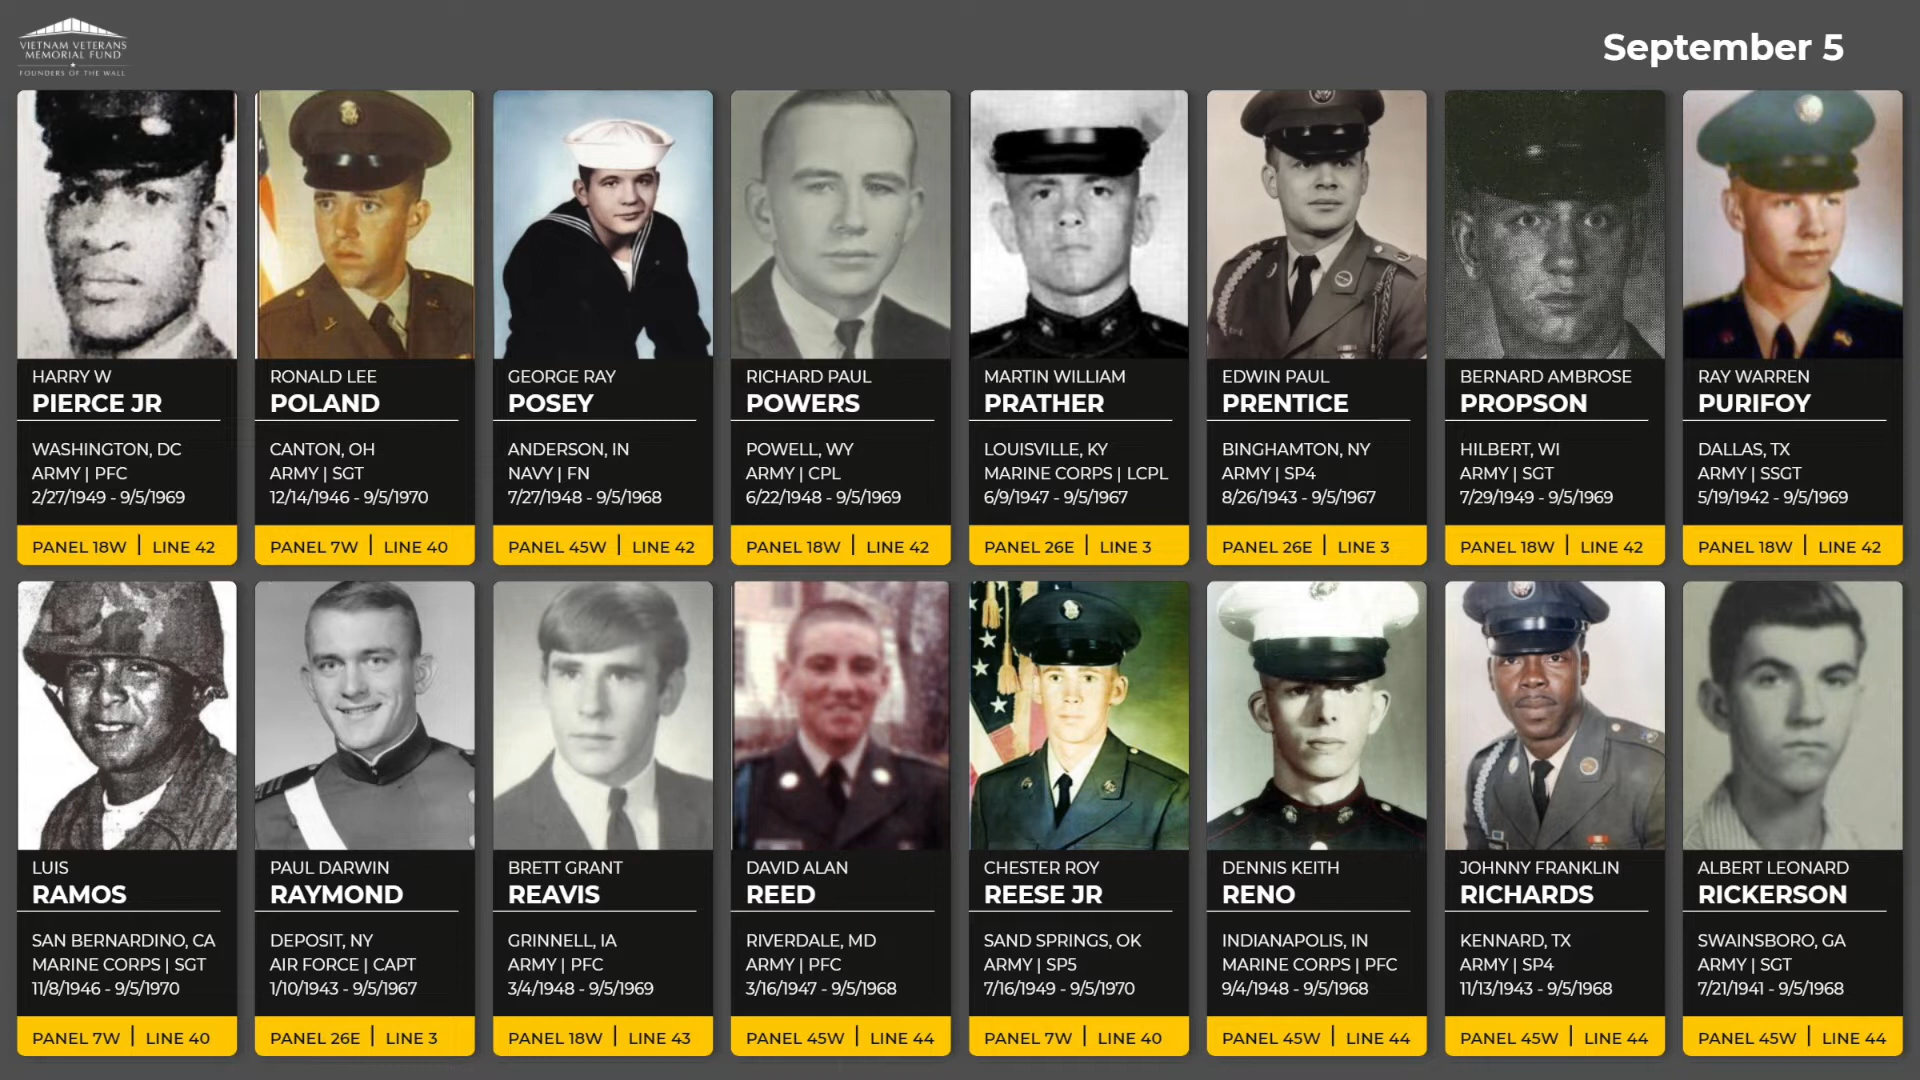 VIETNAM VETERANS
MEMORIAL FUND
FOUNDERS OF THE WALL
September 5
HARRY W
PIERCE JR
WASHINGTON, DC
ARMY | PFC
2/27/1949 - 9/5/1969
PANEL 18W | LINE 42
RONALD LEE
POLAND
CANTON, OH
ARMY | SGT
12/14/1946 - 9/5/1970
PANEL 7W | LINE 40
GEORGE RAY
POSEY
ANDERSON, IN
NAVY | FN
7/27/1948 - 9/5/1968
PANEL 45W | LINE 42
RICHARD PAUL
POWERS
POWELL, WY
ARMY | CPL
6/22/1948 - 9/5/1969
PANEL 18W | LINE 42
MARTIN WILLIAM
PRATHER
LOUISVILLE, KY
MARINE CORPS | LCPL
6/9/1947 - 9/5/1967
PANEL 26E | LINE 3
EDWIN PAUL
PRENTICE
BINGHAMTON, NY
ARMY | SP4
8/26/1943 - 9/5/1967
PANEL 26E | LINE 3
BERNARD AMBROSE
PROPSON
HILBERT, WI
ARMY | SGT
7/29/1949 - 9/5/1969
PANEL 18W | LINE 42
RAY WARREN
PURIFOY
DALLAS, TX
ARMY | SSGT
5/19/1942 - 9/5/1969
PANEL 18W | LINE 42
LUIS
RAMOS
SAN BERNARDINO, CA
MARINE CORPS | SGT
11/8/1946 - 9/5/1970
PANEL 7W | LINE 40
PAUL DARWIN
RAYMOND
DEPOSIT, NY
AIR FORCE | CAPT
1/10/1943 - 9/5/1967
PANEL 26E | LINE 3
BRETT GRANT
REAVIS
GRINNELL, IA
ARMY | PFC
3/4/1948 - 9/5/1969
PANEL 18W | LINE 43
DAVID ALAN
REED
RIVERDALE, MD
ARMY | PFC
3/16/1947 - 9/5/1968
PANEL 45W | LINE 44
CHESTER ROY
REESE JR
SAND SPRINGS, OK
ARMY | SP5
7/16/1949 - 9/5/1970
PANEL 7W | LINE 40
DENNIS KEITH
RENO
INDIANAPOLIS, IN
MARINE CORPS | PFC
9/4/1948 - 9/5/1968
PANEL 45W | LINE 44
JOHNNY FRANKLIN
RICHARDS
KENNARD, TX
ARMY | SP4
11/13/1943 - 9/5/1968
PANEL 45W | LINE 44
ALBERT LEONARD
RICKERSON
SWAINSBORO, GA
ARMY | SGT
7/21/1941 - 9/5/1968
PANEL 45W | LINE 44